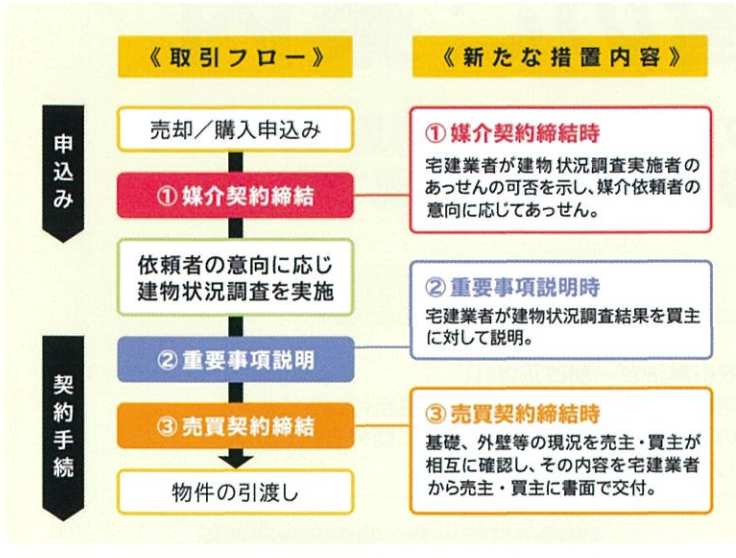 《取引フロー》
《新たな措置内容》
申込み
売却／購入申込み
①媒介契約締結
依頼者の意向に応じ
建物状況調査を実施
契約手続
②重要事項説明
③売買契約締結
物件の引渡し
①媒介契約締結時
宅建業者が建物状況調査実施者の
あっせんの可否を示し、媒介依頼者の
意向に応じてあっせん。
②重要事項説明時
宅建業者が建物状況調査結果を買主
に対して説明。
③売買契約締結時
基礎、外壁等の現況を売主・買主が
相互に確認し、その内容を宅建業者
から売主・買主に書面で交付。